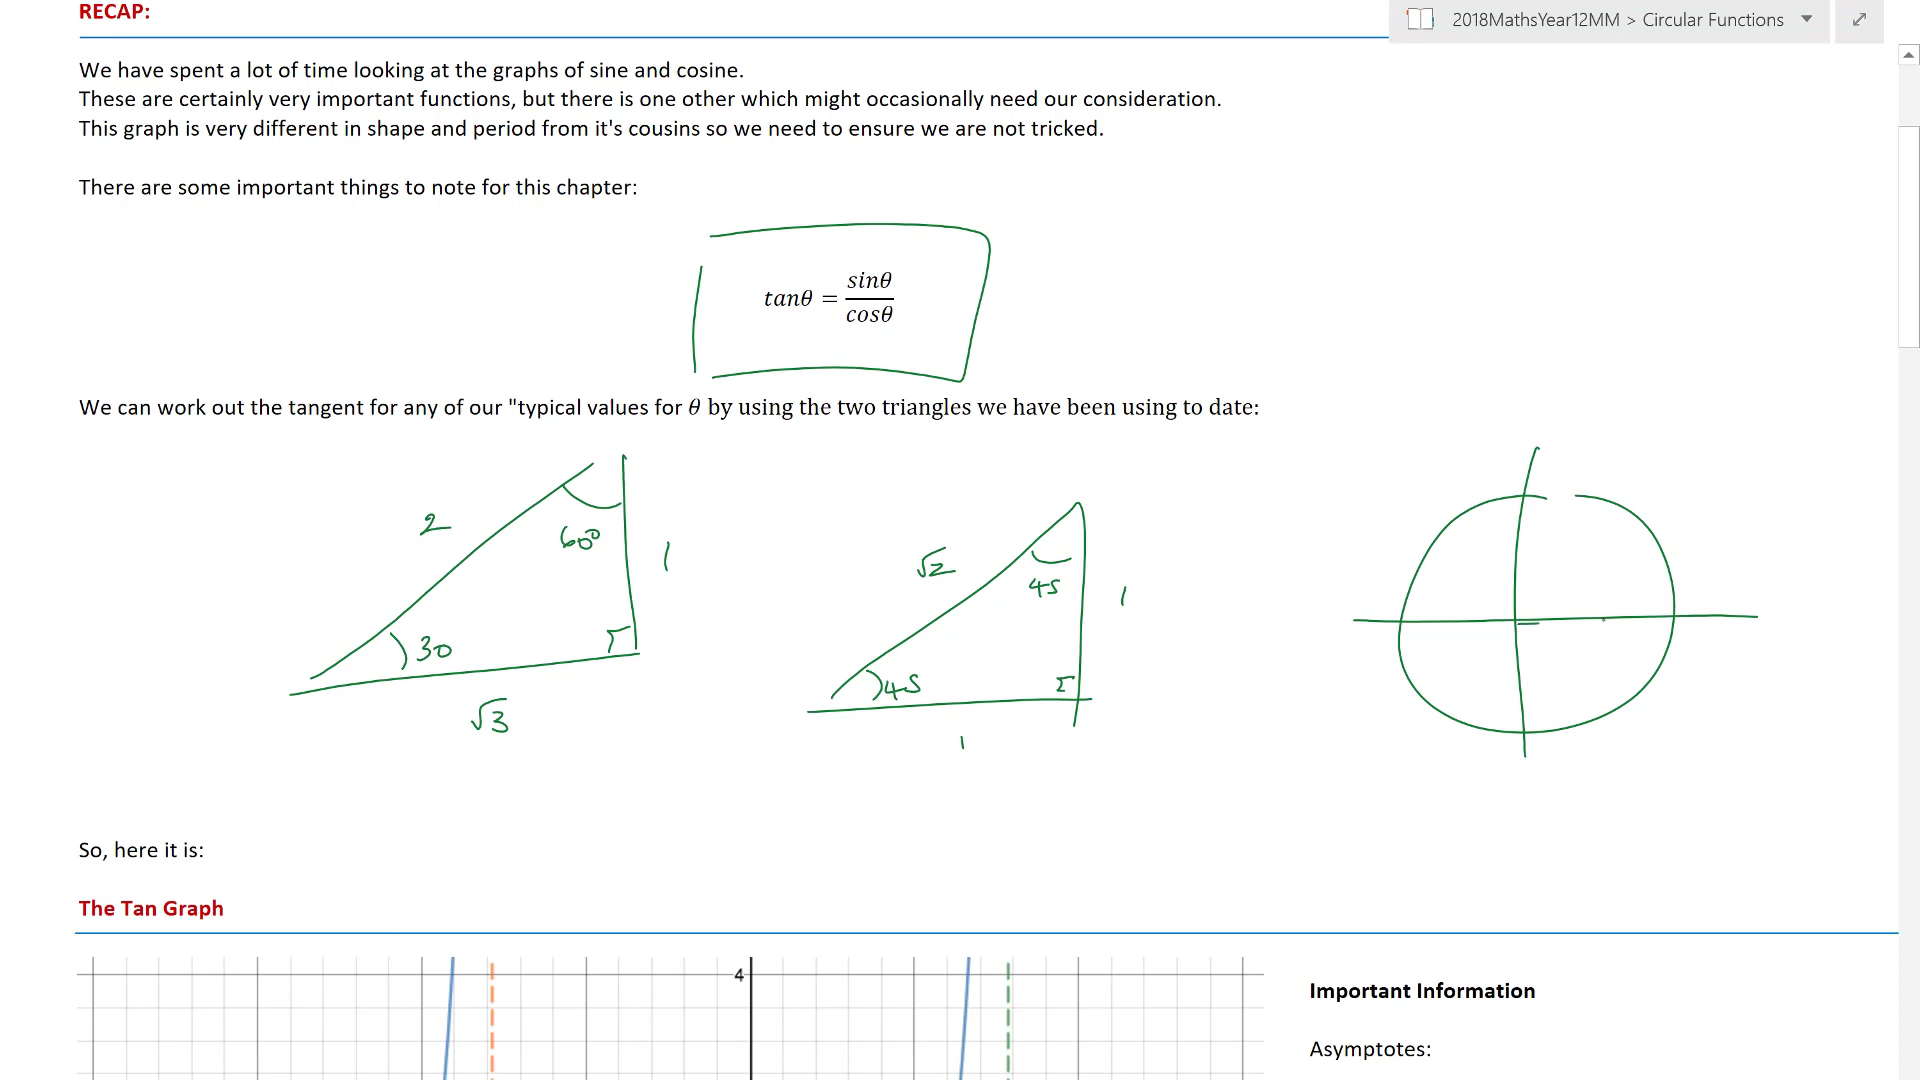 RECAP:
2018MathsYear12MM > Circular Functions
We have spent a lot of time looking at the graphs of sine and cosine.
These are certainly very important functions, but there is one other which might occasionally need our consideration.
This graph is very different in shape and period from it's cousins so we need to ensure we are not tricked.
There are some important things to note for this chapter:
tanθ = sinθ/cosθ
We can work out the tangent for any of our "typical values for θ by using the two triangles we have been using to date:
2
60°
1
30
√3
√2
45
1
45
1
So, here it is:
The Tan Graph
4
Important Information
Asymptotes: